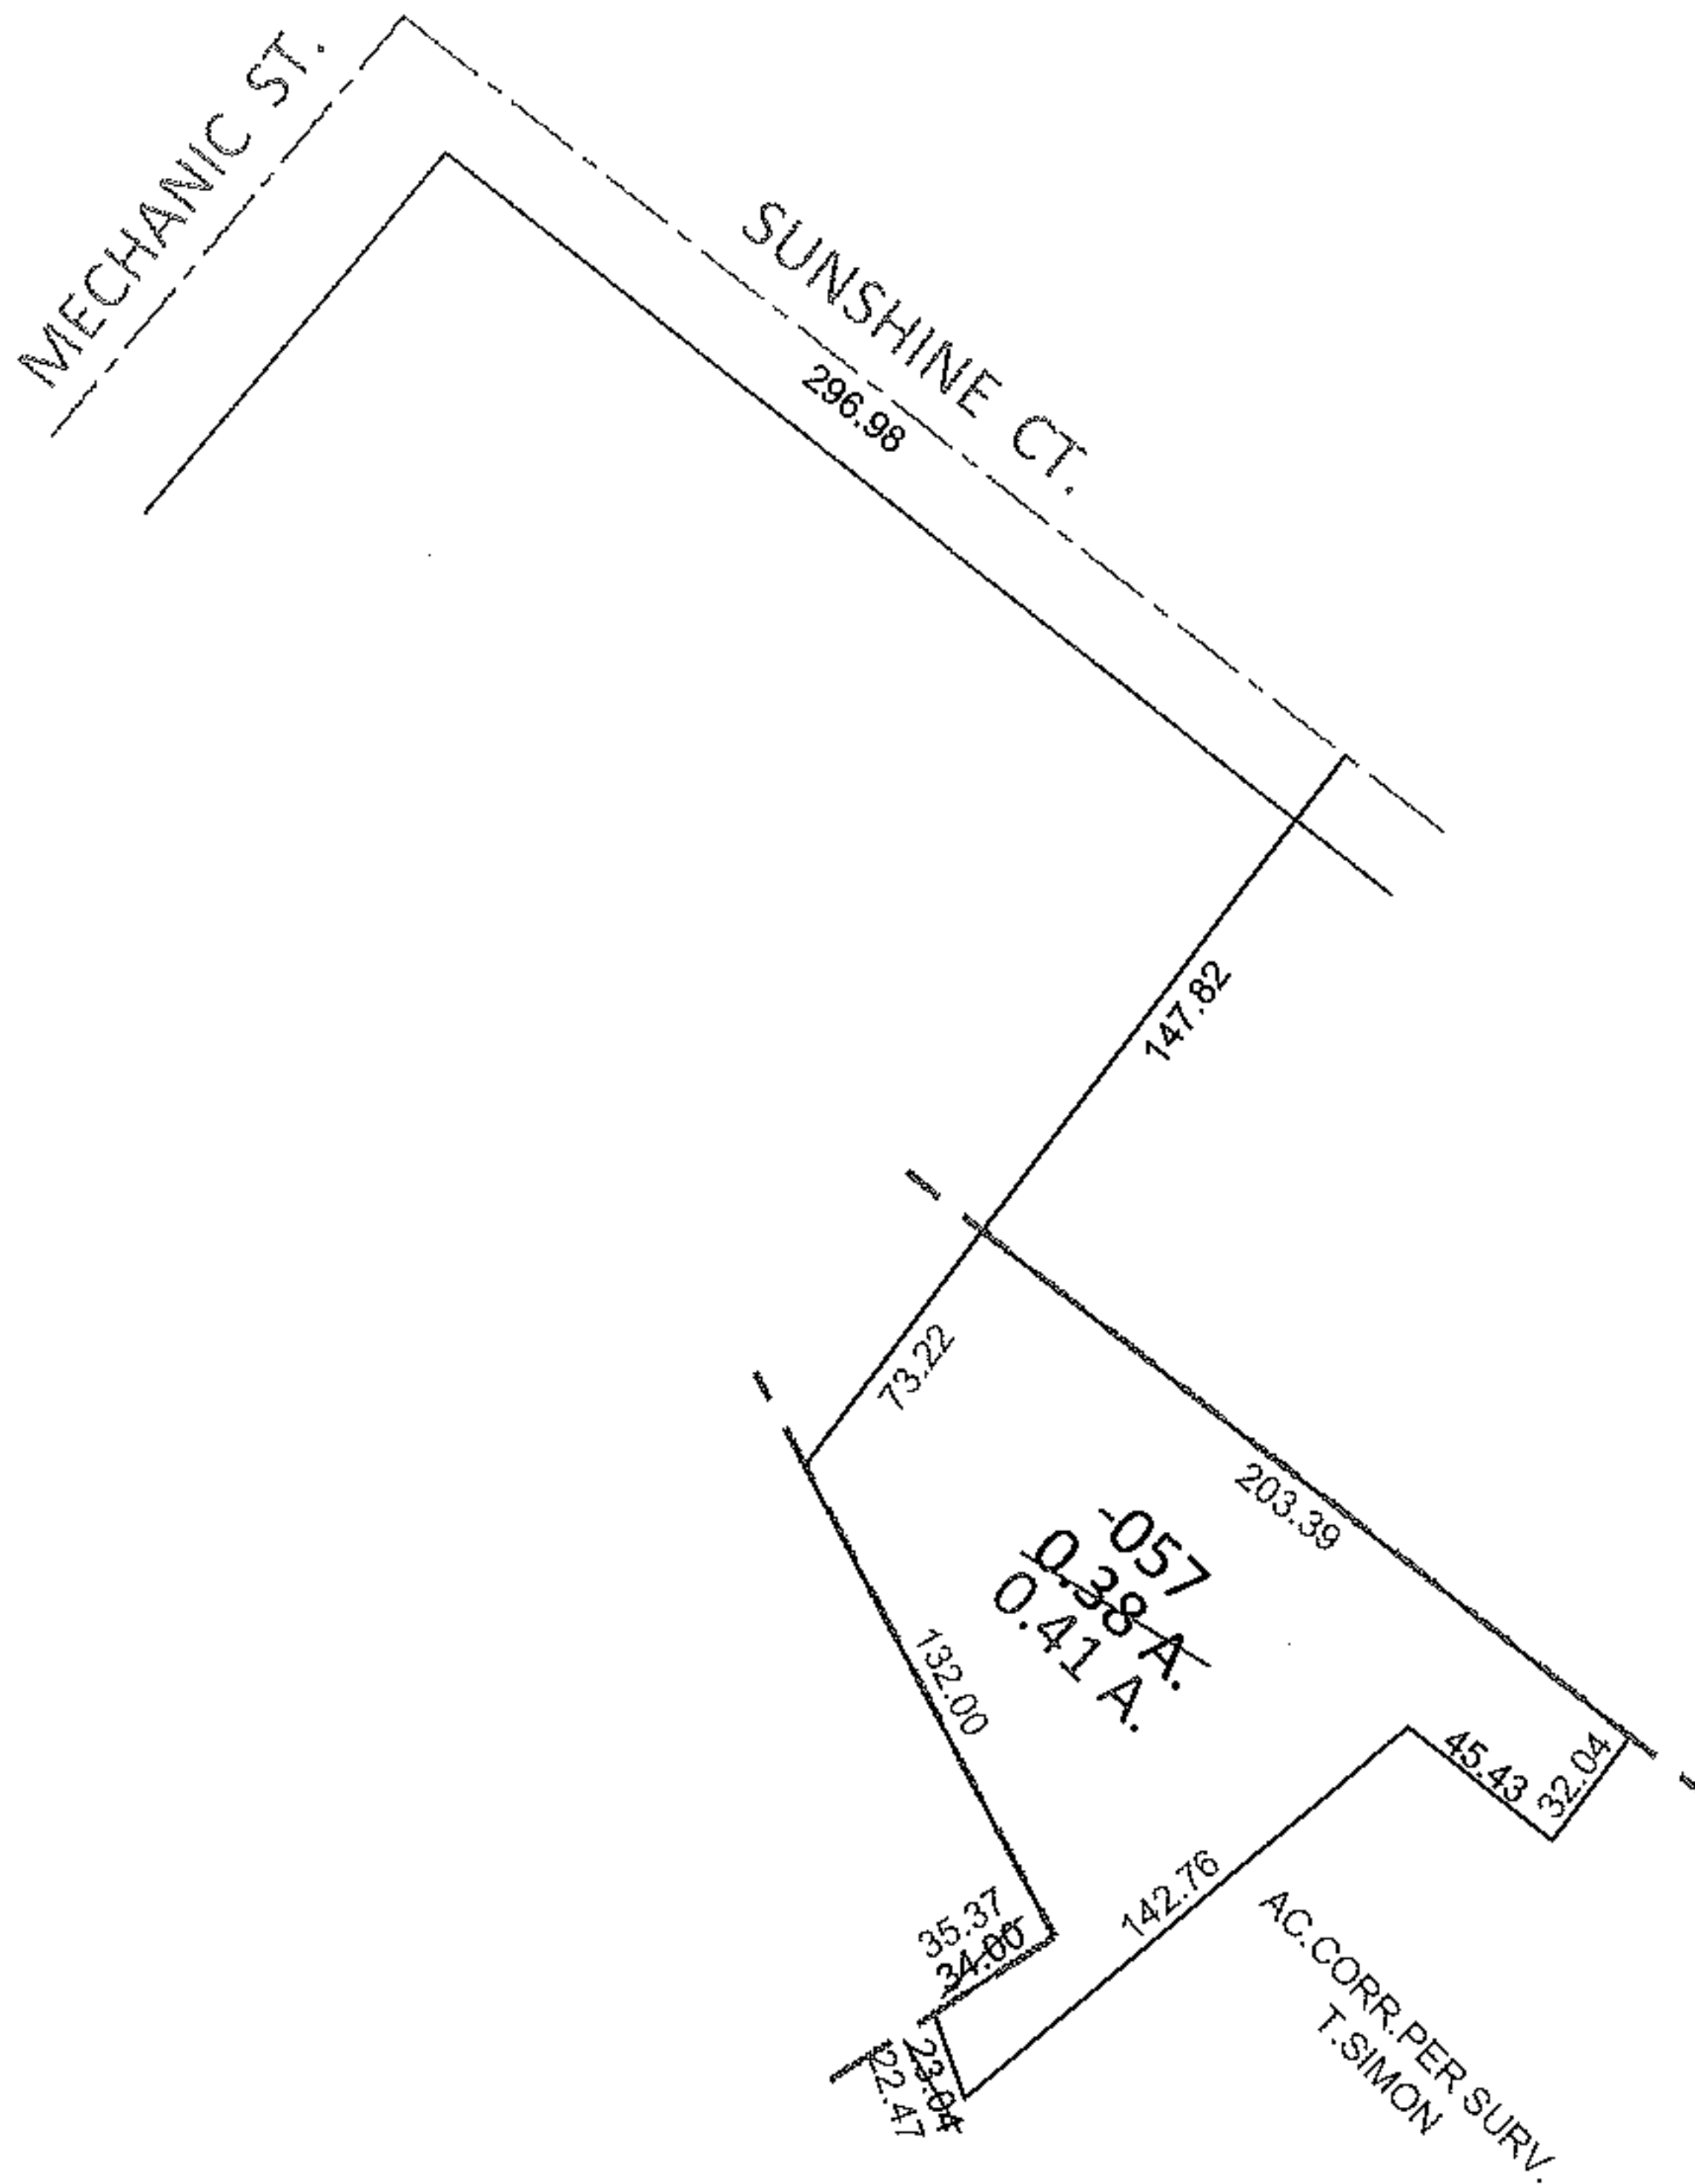 MECHANIC ST.
SUNSHINE CT.
296.98
147.82
73.22
203.39
-057
0.38 A.
0.41 A.
132.00
45.43
32.04
142.76
35.37
34.00
23.04
22.47
AC.CORR.PER SURV.
T.SIMON